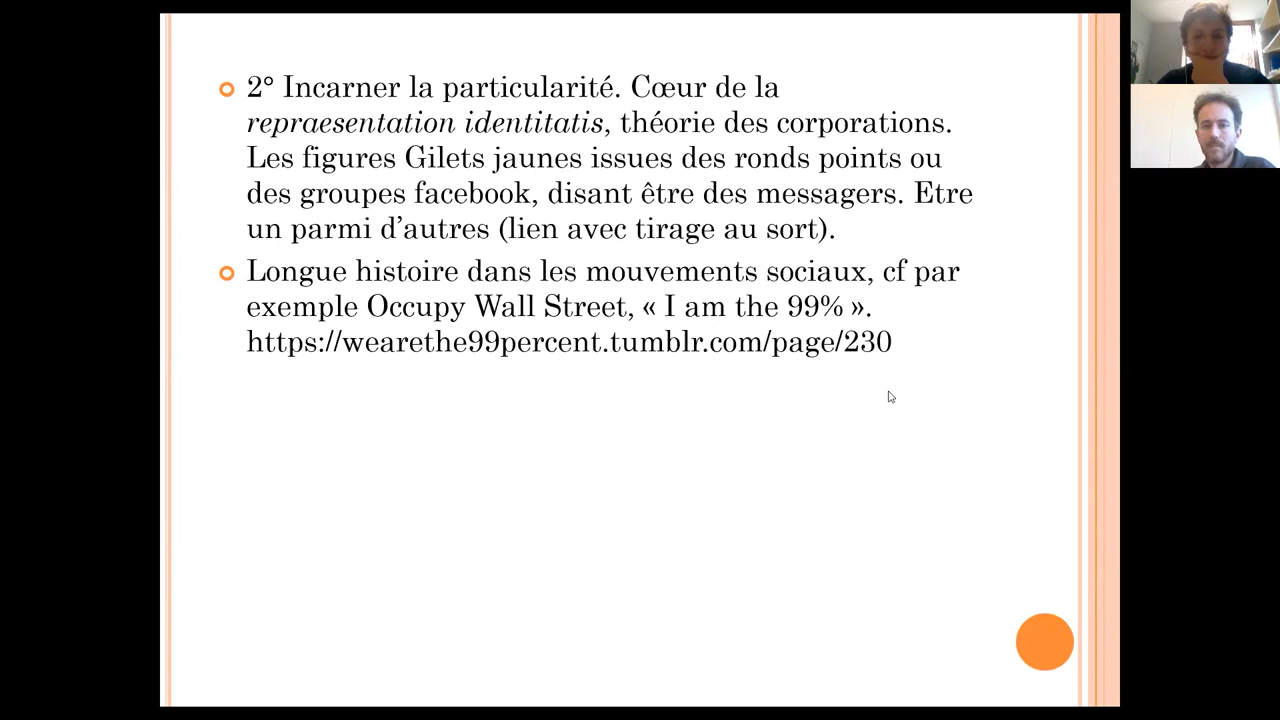 2° Incarner la particularité. Cœur de la
repraesentation identitatis, théorie des corporations.
Les figures Gilets jaunes issues des ronds points ou
des groupes facebook, disant être des messagers. Etre
un parmi d’autres (lien avec tirage au sort).
Longue histoire dans les mouvements sociaux, cf par
exemple Occupy Wall Street, « I am the 99% ».
https://wearethe99percent.tumblr.com/page/230